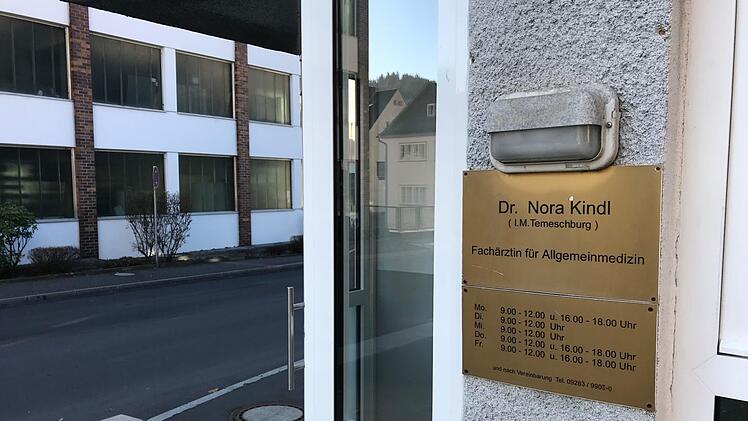 Dr. Nora Kindl
( I.M.Temeschburg )
Fachärztin für Allgemeinmedizin
Mo. 9.00 - 12.00 u. 16.00 - 18.00 Uhr
Di. 9.00 - 12.00 Uhr
Mi. 9.00 - 12.00 Uhr
Do. 9.00 - 12.00 u. 16.00 - 18.00 Uhr
Fr. 9.00 - 12.00 u. 16.00 - 18.00 Uhr
und nach Vereinbarung Tel. 09263 /